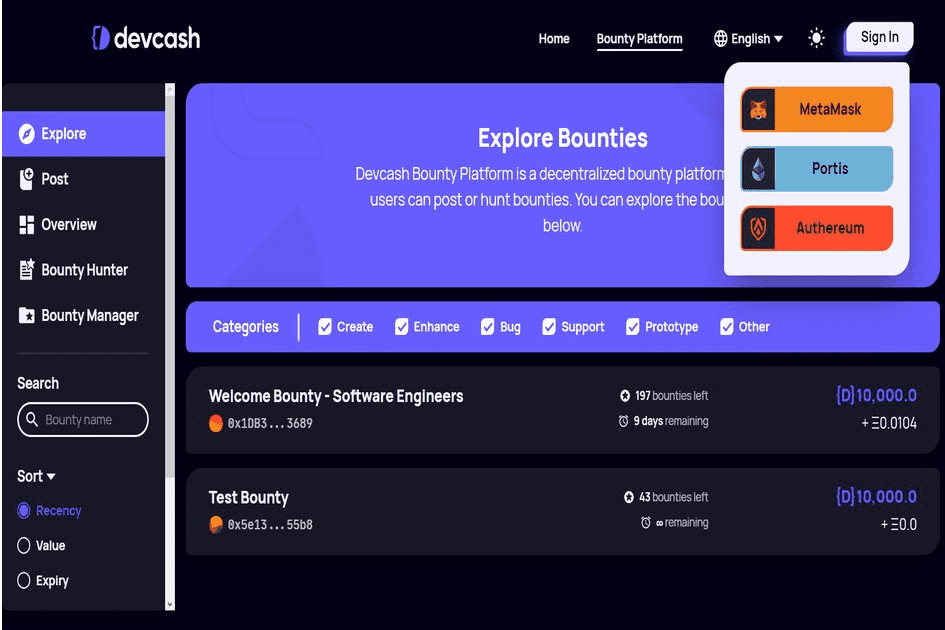 devcash
Home
Bounty Platform
English
Sign In
MetaMask
Portis
Authereum
Explore
Post
Overview
Bounty Hunter
Bounty Manager
Search
Bounty name
Sort
Recency
Value
Expiry
Explore Bounties
Devcash Bounty Platform is a decentralized bounty platform
users can post or hunt bounties. You can explore the bou
below.
Categories
Create
Enhance
Bug
Support
Prototype
Other
Welcome Bounty - Software Engineers
0x1DB3...3689
197 bounties left
9 days remaining
{D}10,000.0
+ Ξ0.0104
Test Bounty
0x5e13...55b8
43 bounties left
∞ remaining
{D}10,000.0
+ Ξ0.0